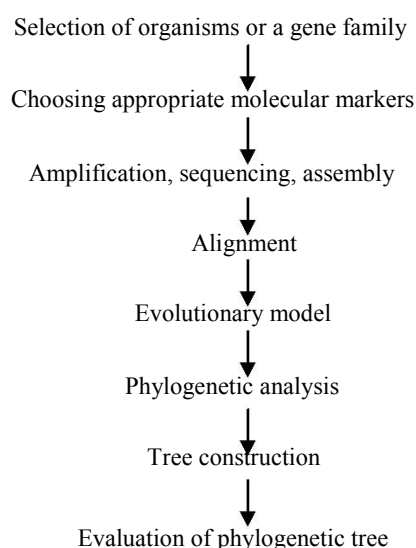 Selection of organisms or a gene family
Choosing appropriate molecular markers
Amplification, sequencing, assembly
Alignment
Evolutionary model
Phylogenetic analysis
Tree construction
Evaluation of phylogenetic tree